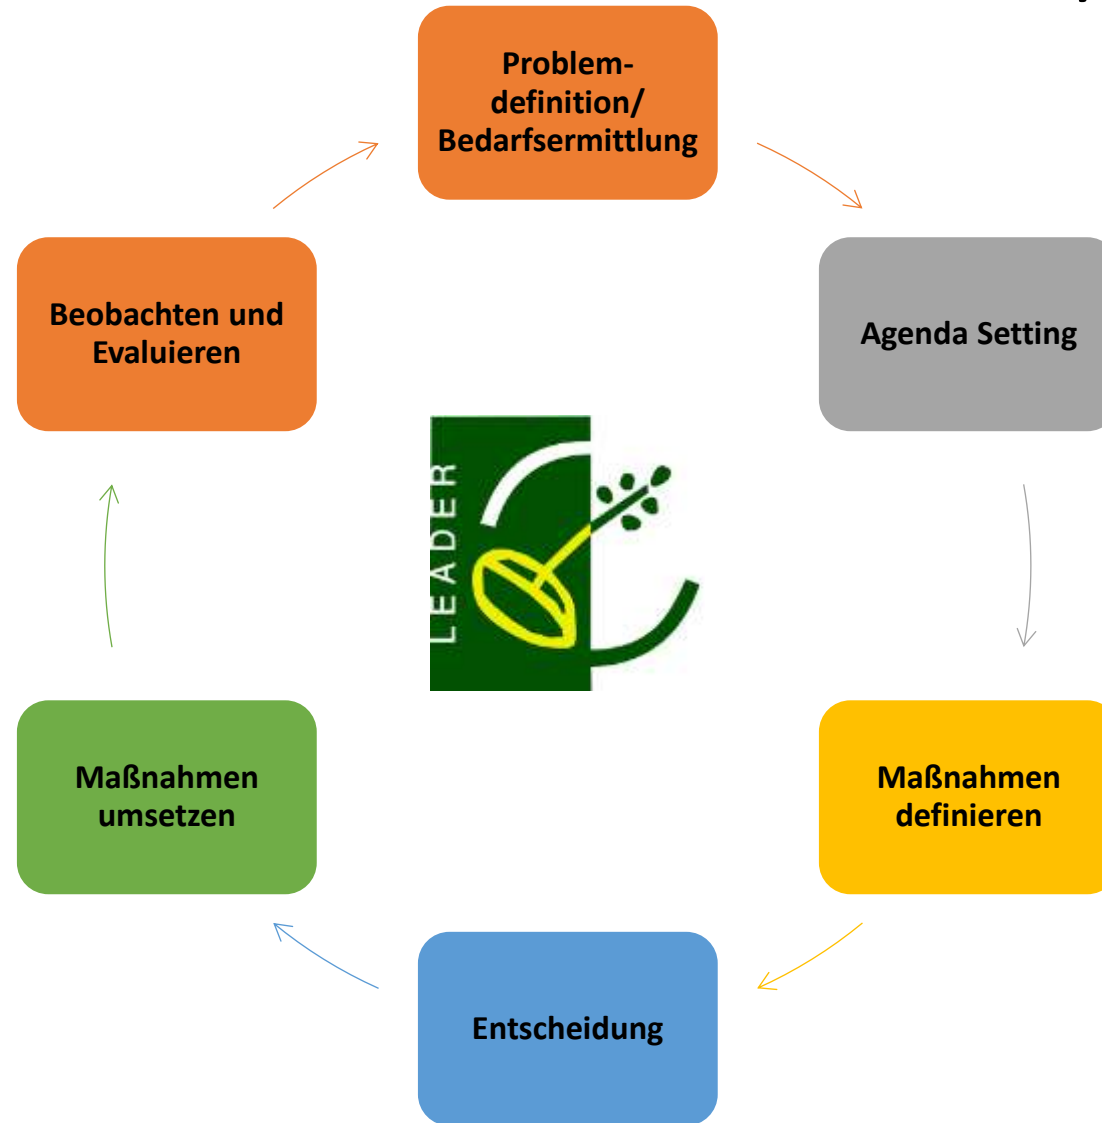 Problem-
definition/
Bedarfsermittlung
Agenda Setting
Maßnahmen
definieren
Entscheidung
Maßnahmen
umsetzen
Beobachten und
Evaluieren
LEADER